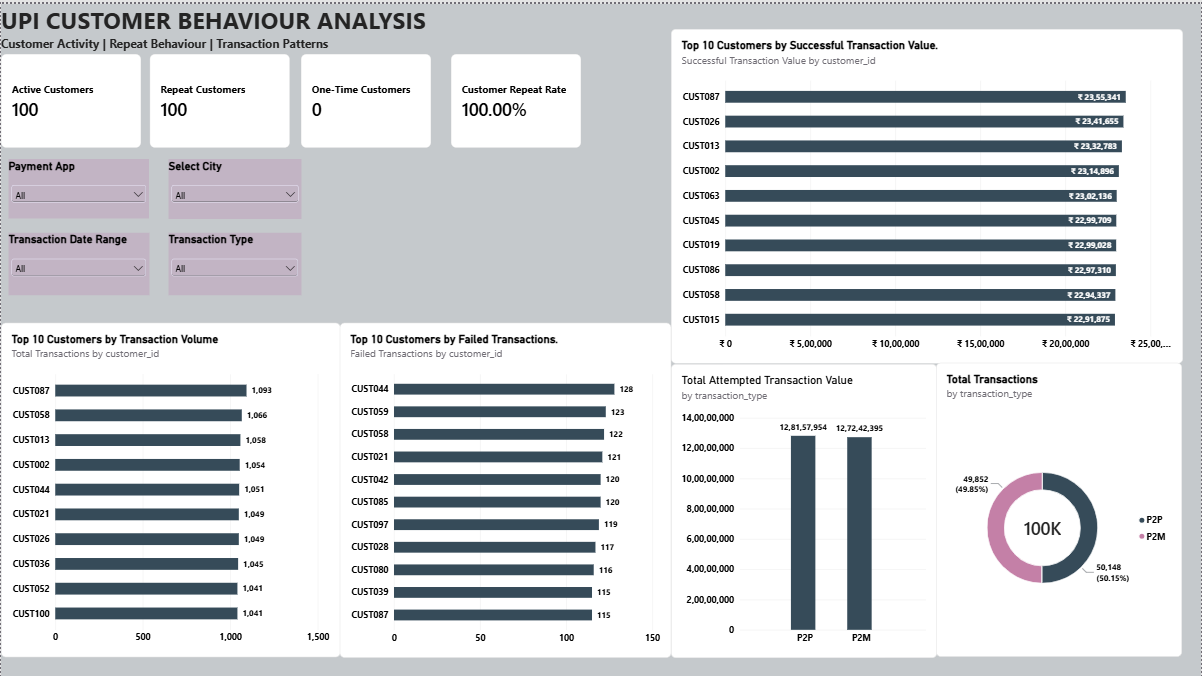 UPI CUSTOMER BEHAVIOUR ANALYSIS
Customer Activity | Repeat Behaviour | Transaction Patterns
Active Customers
100
Repeat Customers
100
One-Time Customers
0
Customer Repeat Rate
100.00%
Payment App
All
Select City
All
Transaction Date Range
All
Transaction Type
All
Top 10 Customers by Successful Transaction Value.
Successful Transaction Value by customer_id
CUST087 ₹ 23,55,341
CUST026 ₹ 23,41,655
CUST013 ₹ 23,32,783
CUST002 ₹ 23,14,896
CUST063 ₹ 23,02,136
CUST045 ₹ 22,99,709
CUST019 ₹ 22,99,028
CUST086 ₹ 22,97,310
CUST058 ₹ 22,94,337
CUST015 ₹ 22,91,875
₹ 0 ₹ 5,00,000 ₹ 10,00,000 ₹ 15,00,000 ₹ 20,00,000 ₹ 25,00,...
Top 10 Customers by Transaction Volume
Total Transactions by customer_id
CUST087 1,093
CUST058 1,066
CUST013 1,058
CUST002 1,054
CUST044 1,051
CUST021 1,049
CUST026 1,049
CUST036 1,045
CUST052 1,041
CUST100 1,041
0 500 1,000 1,500
Top 10 Customers by Failed Transactions.
Failed Transactions by customer_id
CUST044 128
CUST059 123
CUST058 122
CUST021 121
CUST042 120
CUST085 120
CUST097 119
CUST028 117
CUST080 116
CUST039 115
CUST087 115
0 50 100 150
Total Attempted Transaction Value
by transaction_type
14,00,00,000
12,00,00,000
10,00,00,000
8,00,00,000
6,00,00,000
4,00,00,000
2,00,00,000
0
12,81,57,954 12,72,42,395
P2P P2M
Total Transactions
by transaction_type
49,852
(49.85%)
100K
50,148
(50.15%)
P2P
P2M